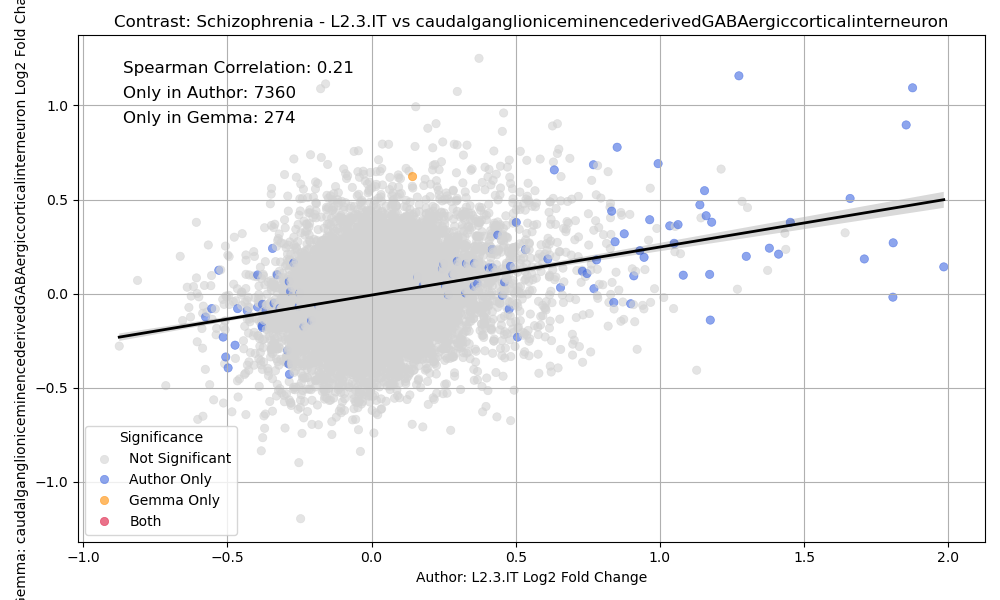 Contrast: Schizophrenia - L2.3.IT vs caudalganglioniceminencederivedGABAergiccorticalinterneuron
Spearman Correlation: 0.21
Only in Author: 7360
Only in Gemma: 274
1.0
0.5
0.0
−0.5
−1.0
Significance
Not Significant
Author Only
Gemma Only
Both
−1.0
−0.5
0.0
0.5
1.0
1.5
2.0
Author: L2.3.IT Log2 Fold Change
caudalganglioniceminencederivedGABAergiccorticalinterneuron Log2 Fold